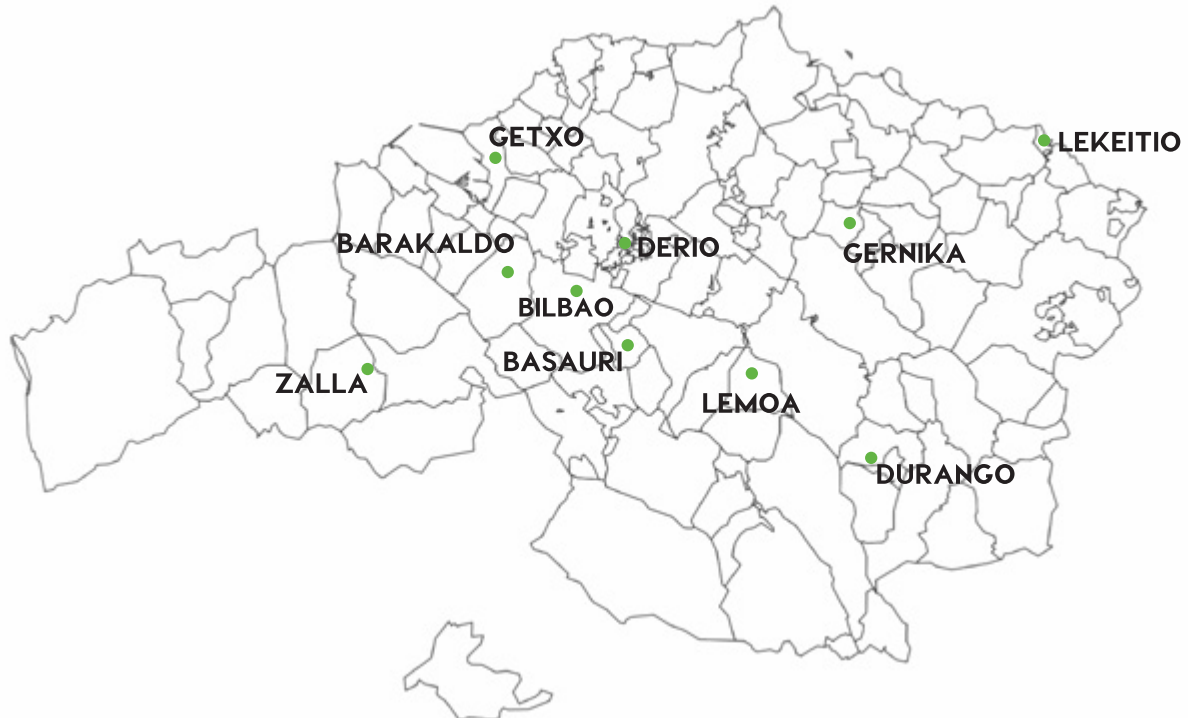 GETXO
LEKEITIO
BARAKALDO
DERIO
GERNIKA
BILBAO
BASAURI
ZALLA
LEMOA
DURANGO